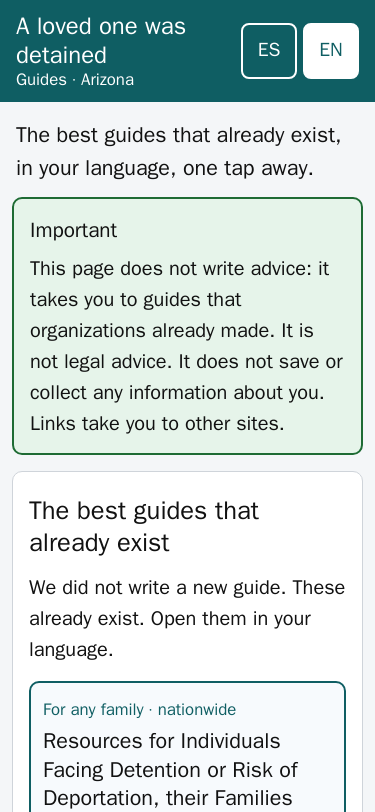 A loved one was
detained
Guides · Arizona
ES
EN
The best guides that already exist,
in your language, one tap away.
Important
This page does not write advice: it
takes you to guides that
organizations already made. It is
not legal advice. It does not save or
collect any information about you.
Links take you to other sites.
The best guides that
already exist
We did not write a new guide. These
already exist. Open them in your
language.
For any family · nationwide
Resources for Individuals
Facing Detention or Risk of
Deportation, their Families